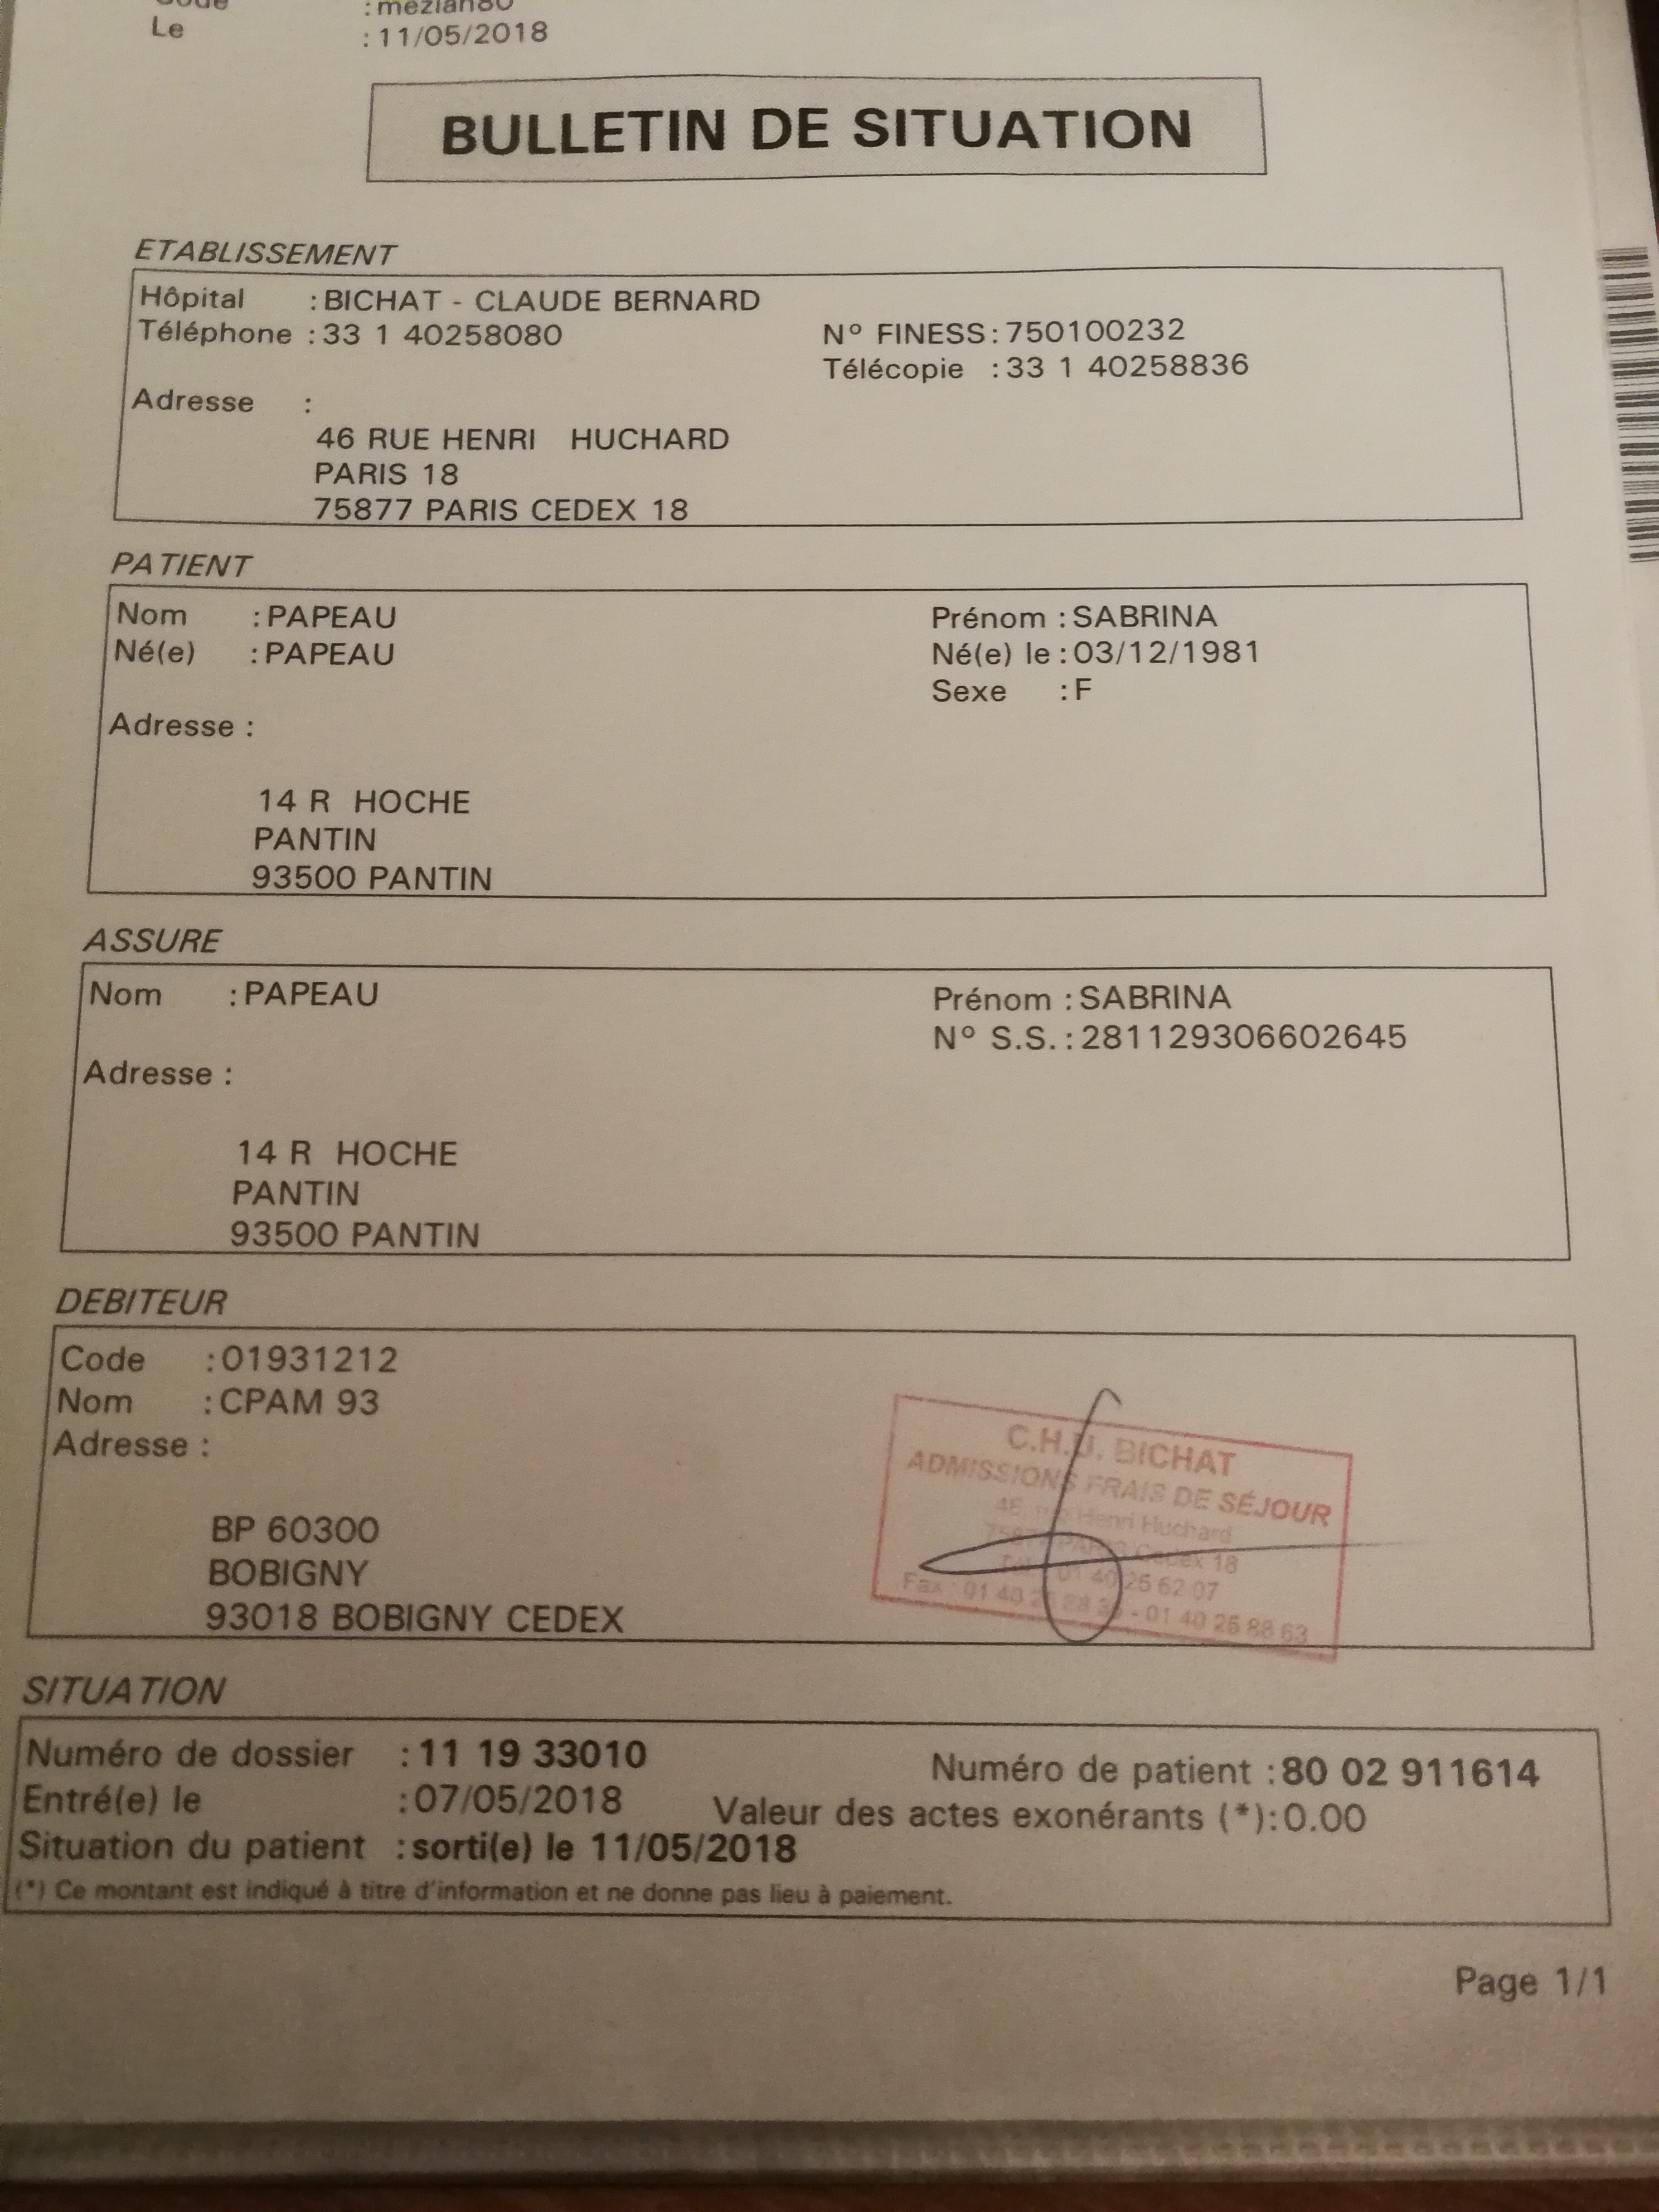 : mezian80
Le : 11/05/2018
BULLETIN DE SITUATION
ETABLISSEMENT
Hôpital : BICHAT - CLAUDE BERNARD
Téléphone : 33 1 40258080 N° FINESS : 750100232
Télécopie : 33 1 40258836
Adresse :
46 RUE HENRI HUCHARD
PARIS 18
75877 PARIS CEDEX 18
PATIENT
Nom : PAPEAU Prénom : SABRINA
Né(e) : PAPEAU Né(e) le : 03/12/1981
Sexe : F
Adresse :
14 R HOCHE
PANTIN
93500 PANTIN
ASSURE
Nom : PAPEAU Prénom : SABRINA
N° S.S. : 281129306602645
Adresse :
14 R HOCHE
PANTIN
93500 PANTIN
DEBITEUR
Code : 01931212
Nom : CPAM 93
Adresse :
BP 60300
BOBIGNY
93018 BOBIGNY CEDEX
C.H.U. BICHAT
ADMISSIONS FRAIS DE SÉJOUR
46, rue Henri Huchard
75877 PARIS Cedex 18
01 40 25 62 07
Fax : 01 40 - 01 40 25 88 63
SITUATION
Numéro de dossier : 11 19 33010 Numéro de patient : 80 02 911614
Entré(e) le : 07/05/2018 Valeur des actes exonérants (*) : 0.00
Situation du patient : sorti(e) le 11/05/2018
(*) Ce montant est indiqué à titre d'information et ne donne pas lieu à paiement.
Page 1/1